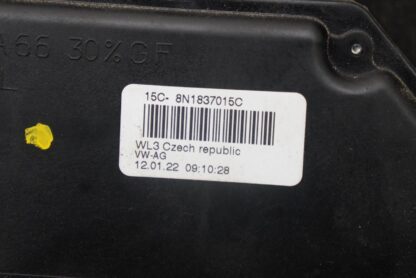 A66 30%GF
L
15C- 8N1837015C
WL3 Czech republic
VW-AG
12.01.22 09:10:28